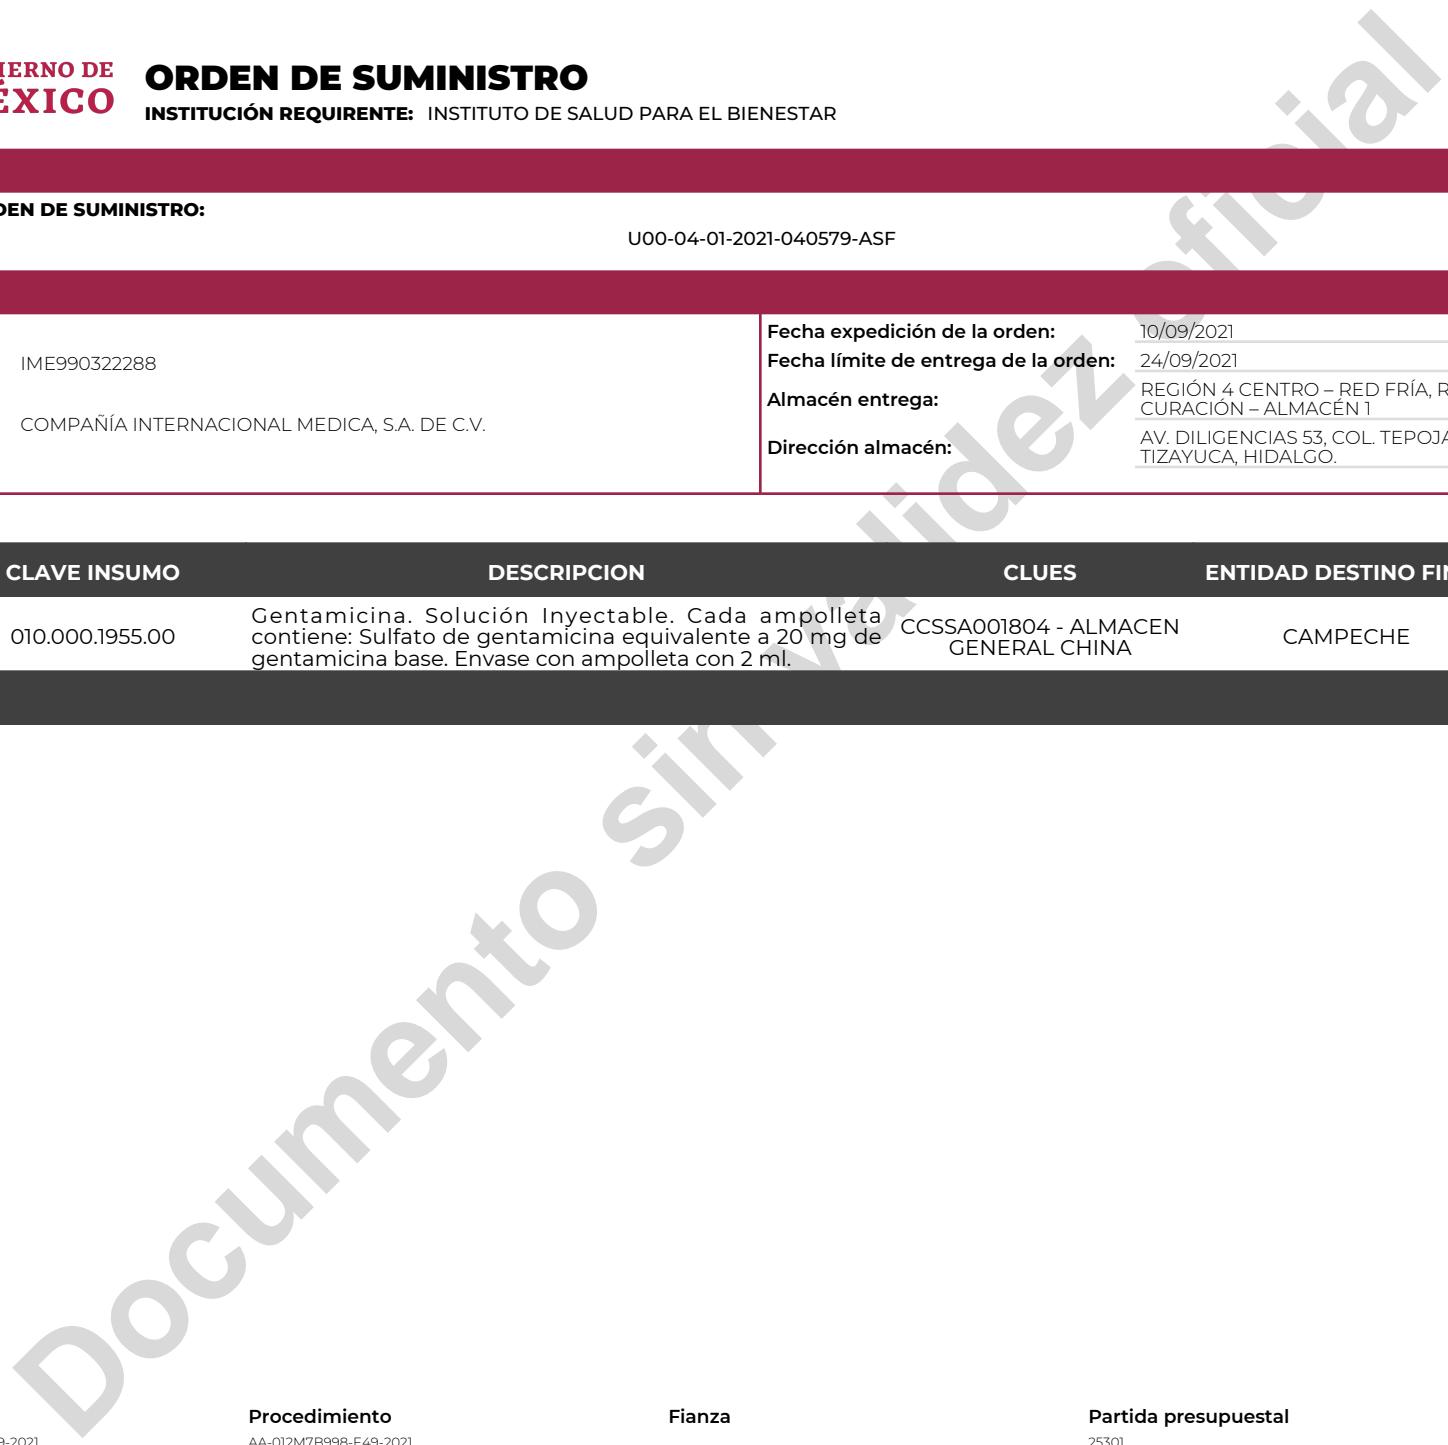 IERNO DE
ÉXICO
ORDEN DE SUMINISTRO
INSTITUCIÓN REQUIRENTE: INSTITUTO DE SALUD PARA EL BIENESTAR
DEN DE SUMINISTRO:
U00-04-01-2021-040579-ASF
IME990322288
COMPAÑÍA INTERNACIONAL MEDICA, S.A. DE C.V.
Fecha expedición de la orden: 10/09/2021
Fecha límite de entrega de la orden: 24/09/2021
Almacén entrega: REGIÓN 4 CENTRO – RED FRÍA, R
CURACIÓN – ALMACÉN 1
Dirección almacén: AV. DILIGENCIAS 53, COL. TEPOJA
TIZAYUCA, HIDALGO.
CLAVE INSUMO DESCRIPCION CLUES ENTIDAD DESTINO FIN
010.000.1955.00
Gentamicina. Solución Inyectable. Cada ampolleta
contiene: Sulfato de gentamicina equivalente a 20 mg de
gentamicina base. Envase con ampolleta con 2 ml.
CCSSA001804 - ALMACEN
GENERAL CHINA
CAMPECHE
Documento sin validez oficial
Procedimiento Fianza Partida presupuestal
9-2021 AA-012M7B998-E49-2021 25301